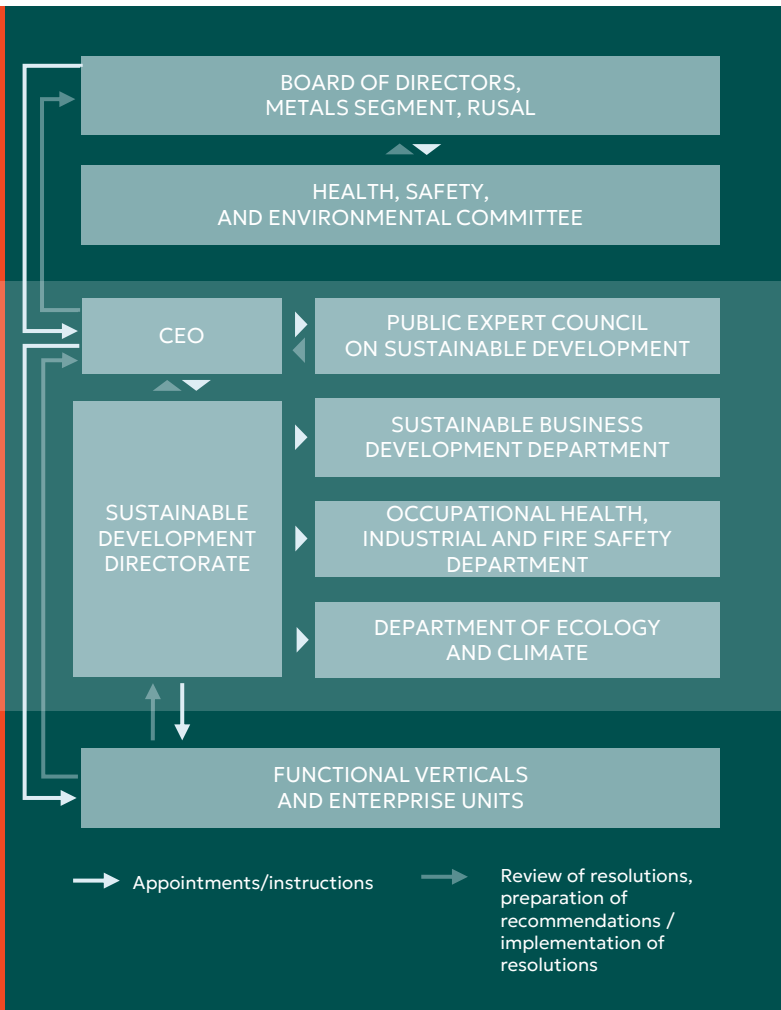 BOARD OF DIRECTORS,
METALS SEGMENT, RUSAL
HEALTH, SAFETY,
AND ENVIRONMENTAL COMMITTEE
CEO
PUBLIC EXPERT COUNCIL
ON SUSTAINABLE DEVELOPMENT
SUSTAINABLE
DEVELOPMENT
DIRECTORATE
SUSTAINABLE BUSINESS
DEVELOPMENT DEPARTMENT
OCCUPATIONAL HEALTH,
INDUSTRIAL AND FIRE SAFETY
DEPARTMENT
DEPARTMENT OF ECOLOGY
AND CLIMATE
FUNCTIONAL VERTICALS
AND ENTERPRISE UNITS
Appointments/instructions
Review of resolutions,
preparation of
recommendations /
implementation of
resolutions